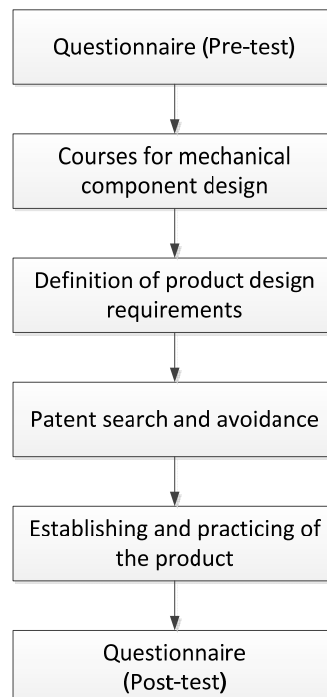 Questionnaire (Pre-test)
Courses for mechanical
component design
Definition of product design
requirements
Patent search and avoidance
Establishing and practicing of
the product
Questionnaire
(Post-test)